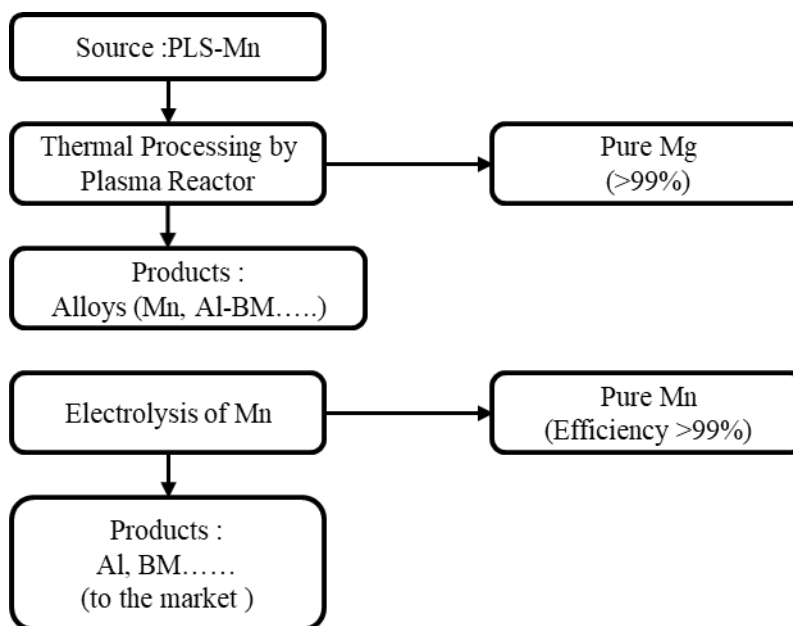 Source :PLS-Mn
Thermal Processing by
Plasma Reactor
Pure Mg
(>99%)
Products :
Alloys (Mn, Al-BM…..)
Electrolysis of Mn
Pure Mn
(Efficiency >99%)
Products :
Al, BM……
(to the market )